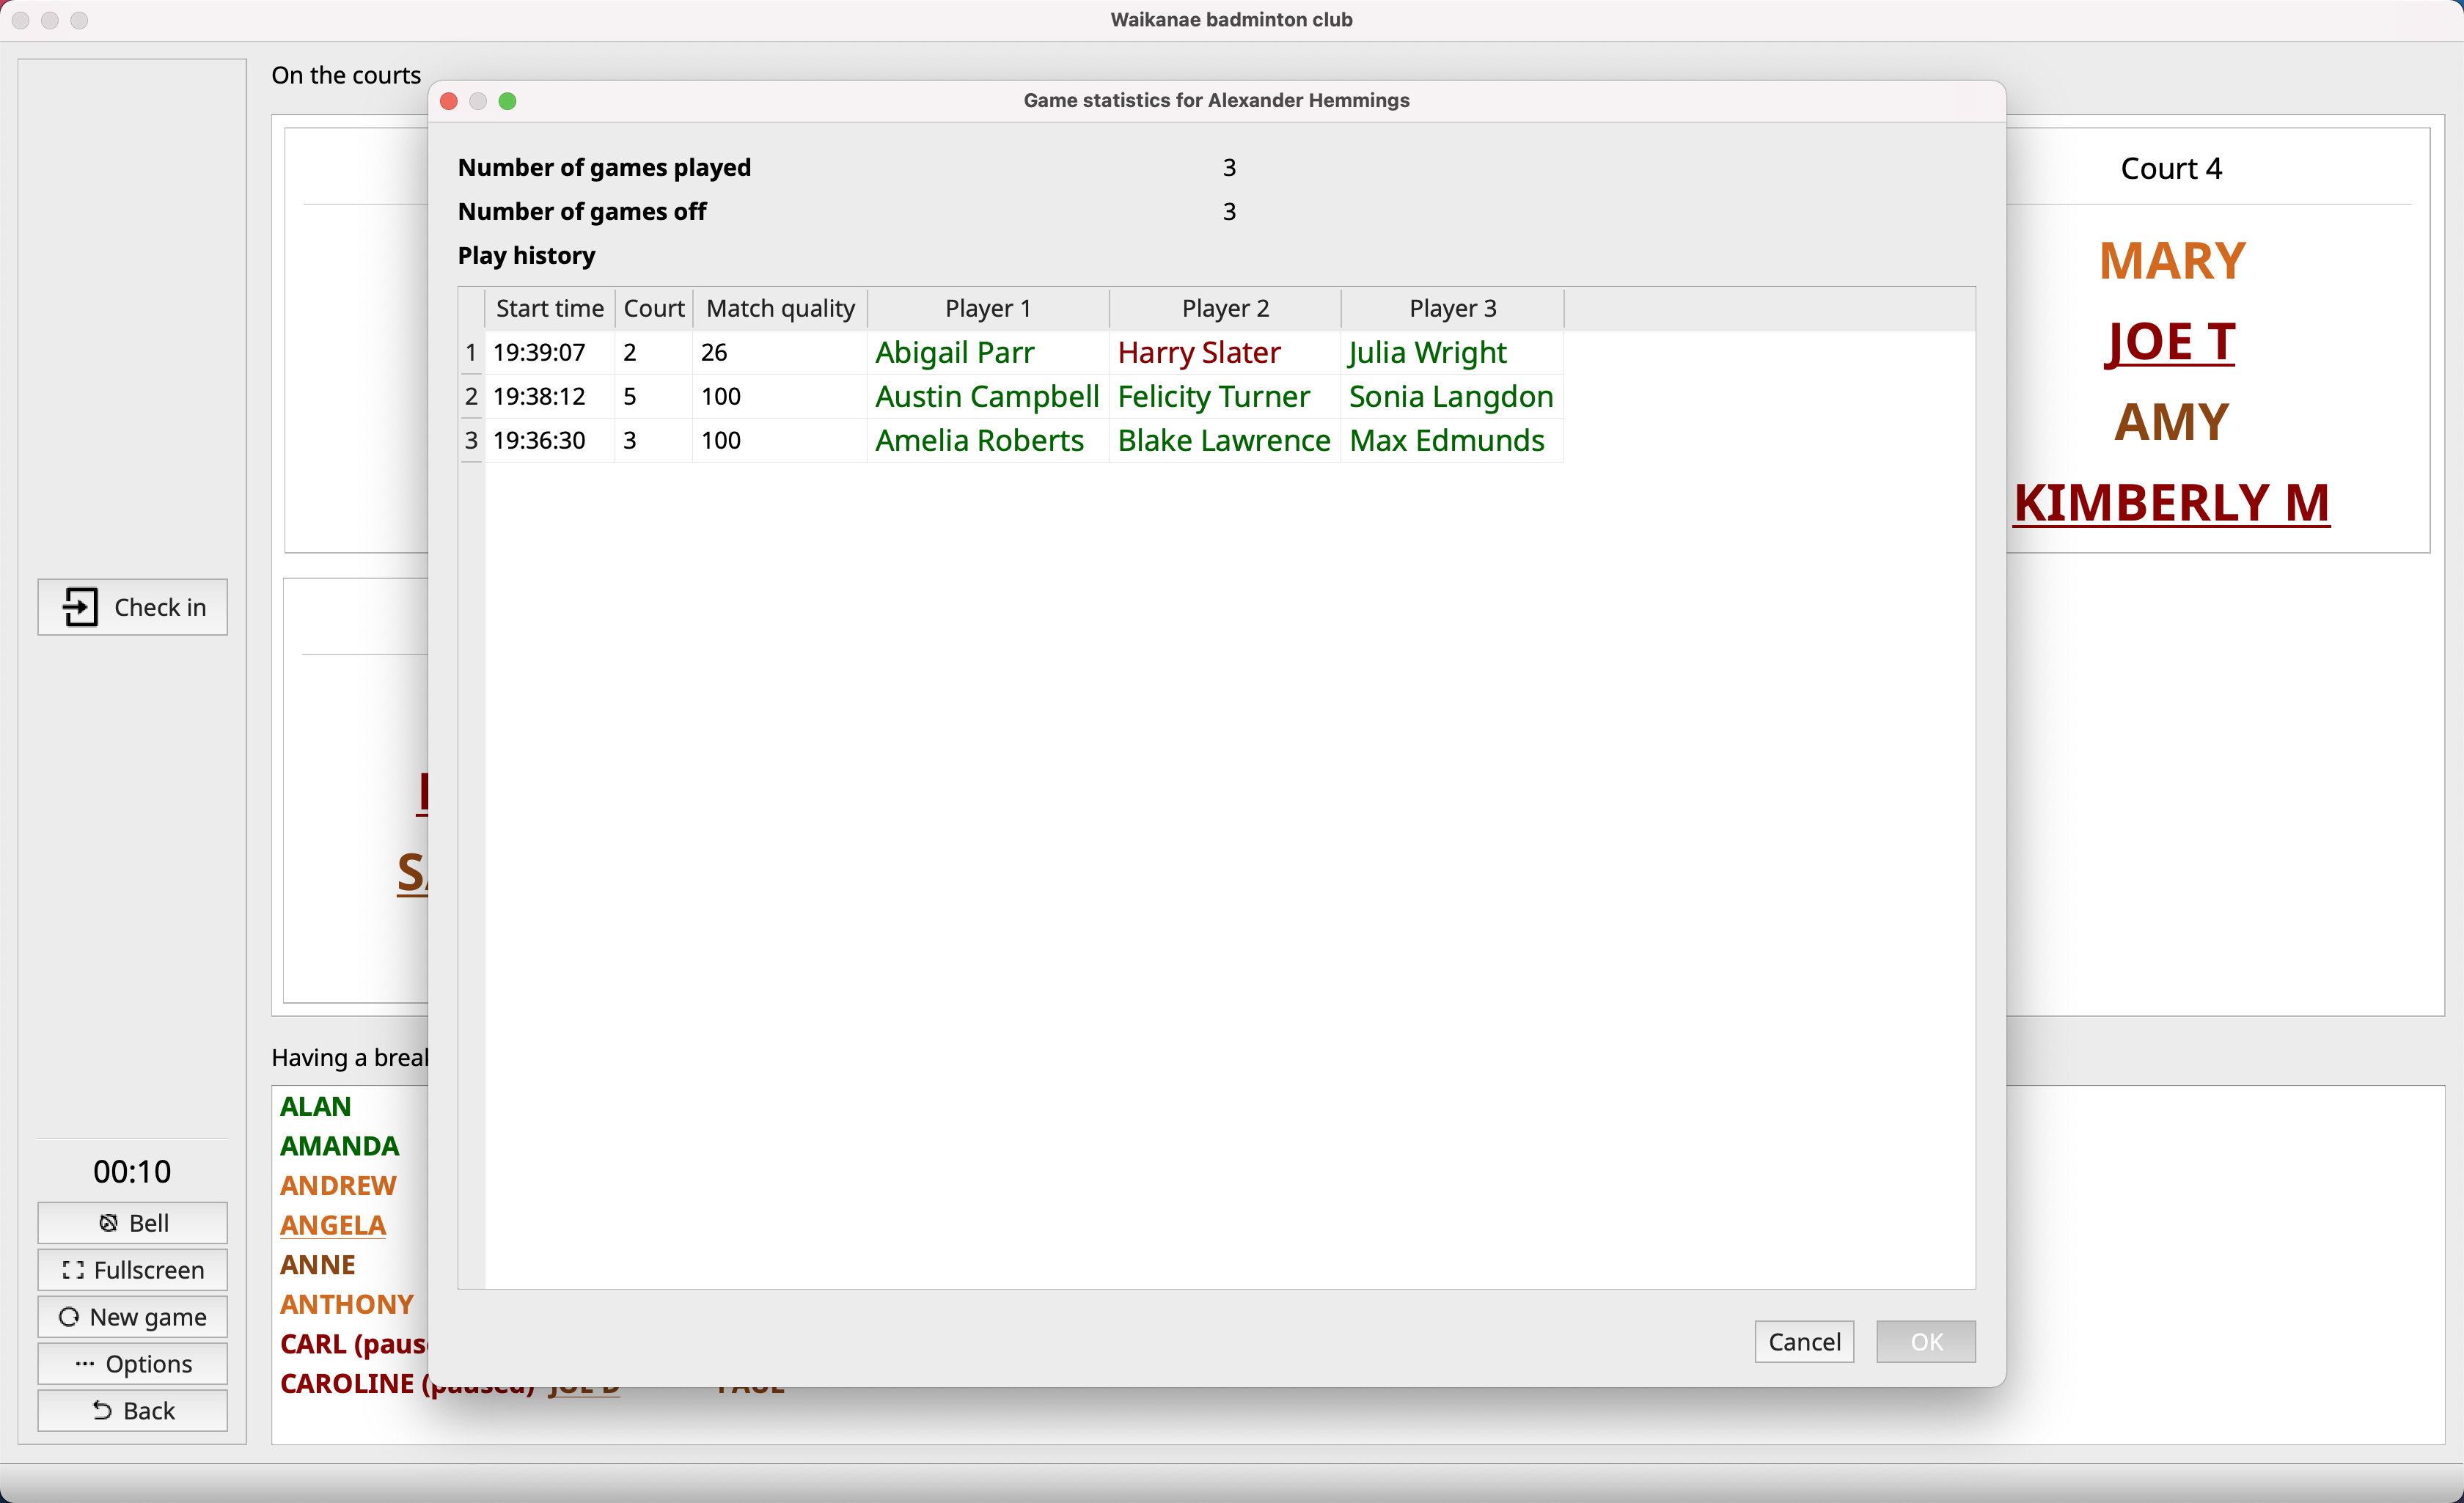 Waikanae badminton club
On the courts
Game statistics for Alexander Hemmings
Number of games played 3
Number of games off 3
Play history
Start time Court Match quality Player 1 Player 2 Player 3
1 19:39:07 2 26 Abigail Parr Harry Slater Julia Wright
2 19:38:12 5 100 Austin Campbell Felicity Turner Sonia Langdon
3 19:36:30 3 100 Amelia Roberts Blake Lawrence Max Edmunds
Cancel OK
Court 4
MARY
JOE T
AMY
KIMBERLY M
Check in
00:10
Bell
Fullscreen
New game
Options
Back
Having a
ALAN
AMANDA
ANDREW
ANGELA
ANNE
ANTHONY
CARL
CAROLINE (paused) JOE D PAUL